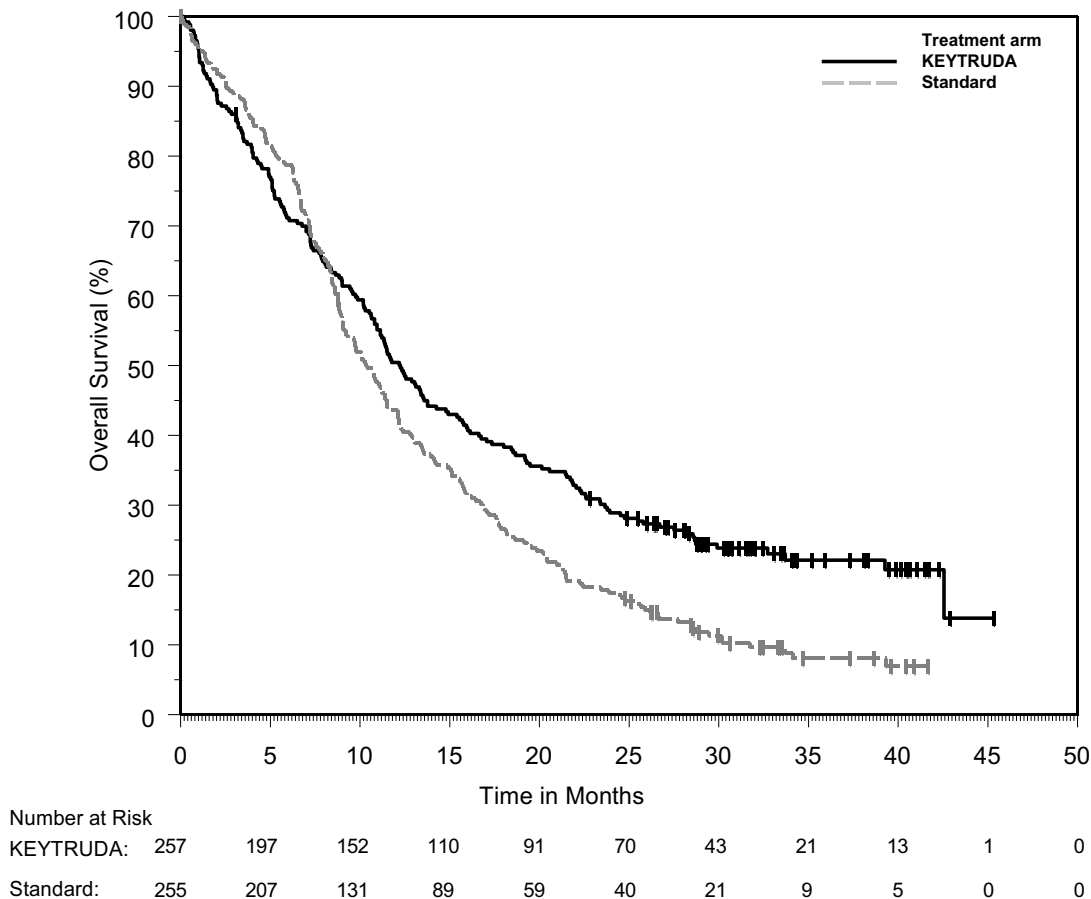 Treatment arm
KEYTRUDA
Standard
Overall Survival (%)
100
90
80
70
60
50
40
30
20
10
0
0 5 10 15 20 25 30 35 40 45 50
Time in Months
Number at Risk
KEYTRUDA: 257 197 152 110 91 70 43 21 13 1 0
Standard: 255 207 131 89 59 40 21 9 5 0 0